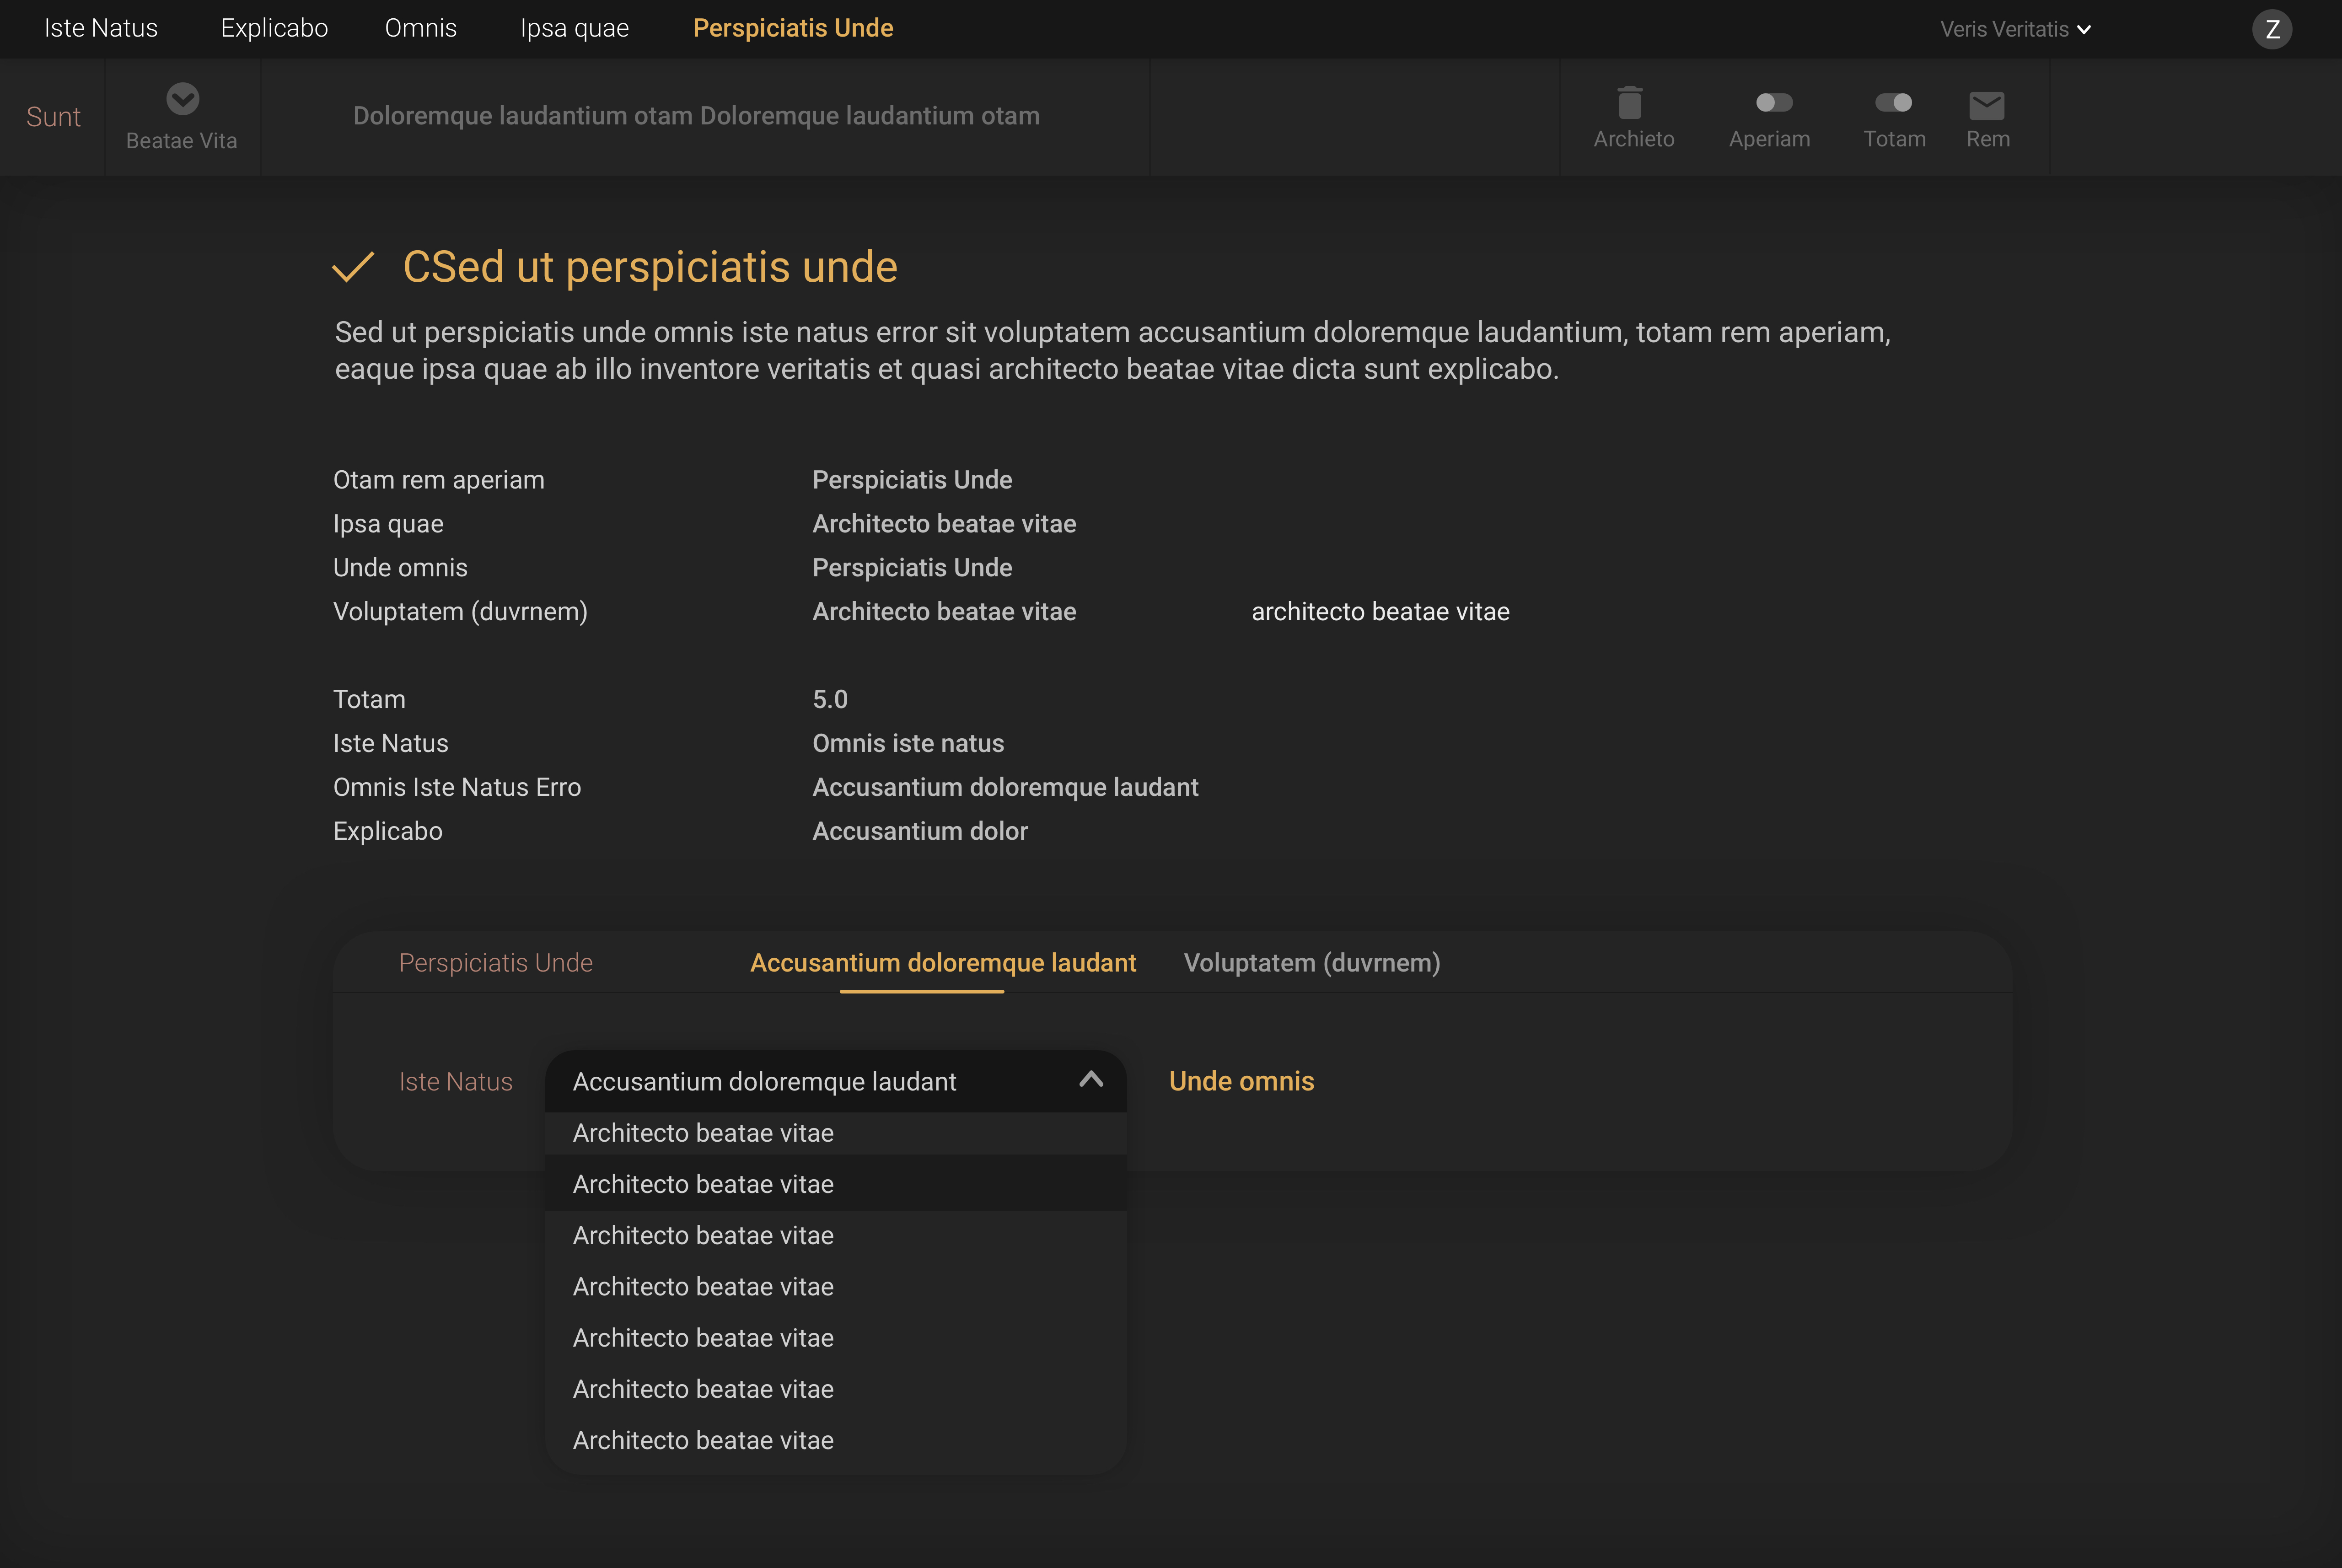 Iste Natus Explicabo Omnis Ipsa quae Perspiciatis Unde Veris Veritatis Z
Sunt Beatae Vita Doloremque laudantium otam Doloremque laudantium otam Archieto Aperiam Totam Rem
CSed ut perspiciatis unde
Sed ut perspiciatis unde omnis iste natus error sit voluptatem accusantium doloremque laudantium, totam rem aperiam,
eaque ipsa quae ab illo inventore veritatis et quasi architecto beatae vitae dicta sunt explicabo.
Otam rem aperiam Perspiciatis Unde
Ipsa quae Architecto beatae vitae
Unde omnis Perspiciatis Unde
Voluptatem (duvrnem) Architecto beatae vitae architecto beatae vitae
Totam 5.0
Iste Natus Omnis iste natus
Omnis Iste Natus Erro Accusantium doloremque laudant
Explicabo Accusantium dolor
Perspiciatis Unde Accusantium doloremque laudant Voluptatem (duvrnem)
Iste Natus Accusantium doloremque laudant Unde omnis
Architecto beatae vitae
Architecto beatae vitae
Architecto beatae vitae
Architecto beatae vitae
Architecto beatae vitae
Architecto beatae vitae
Architecto beatae vitae